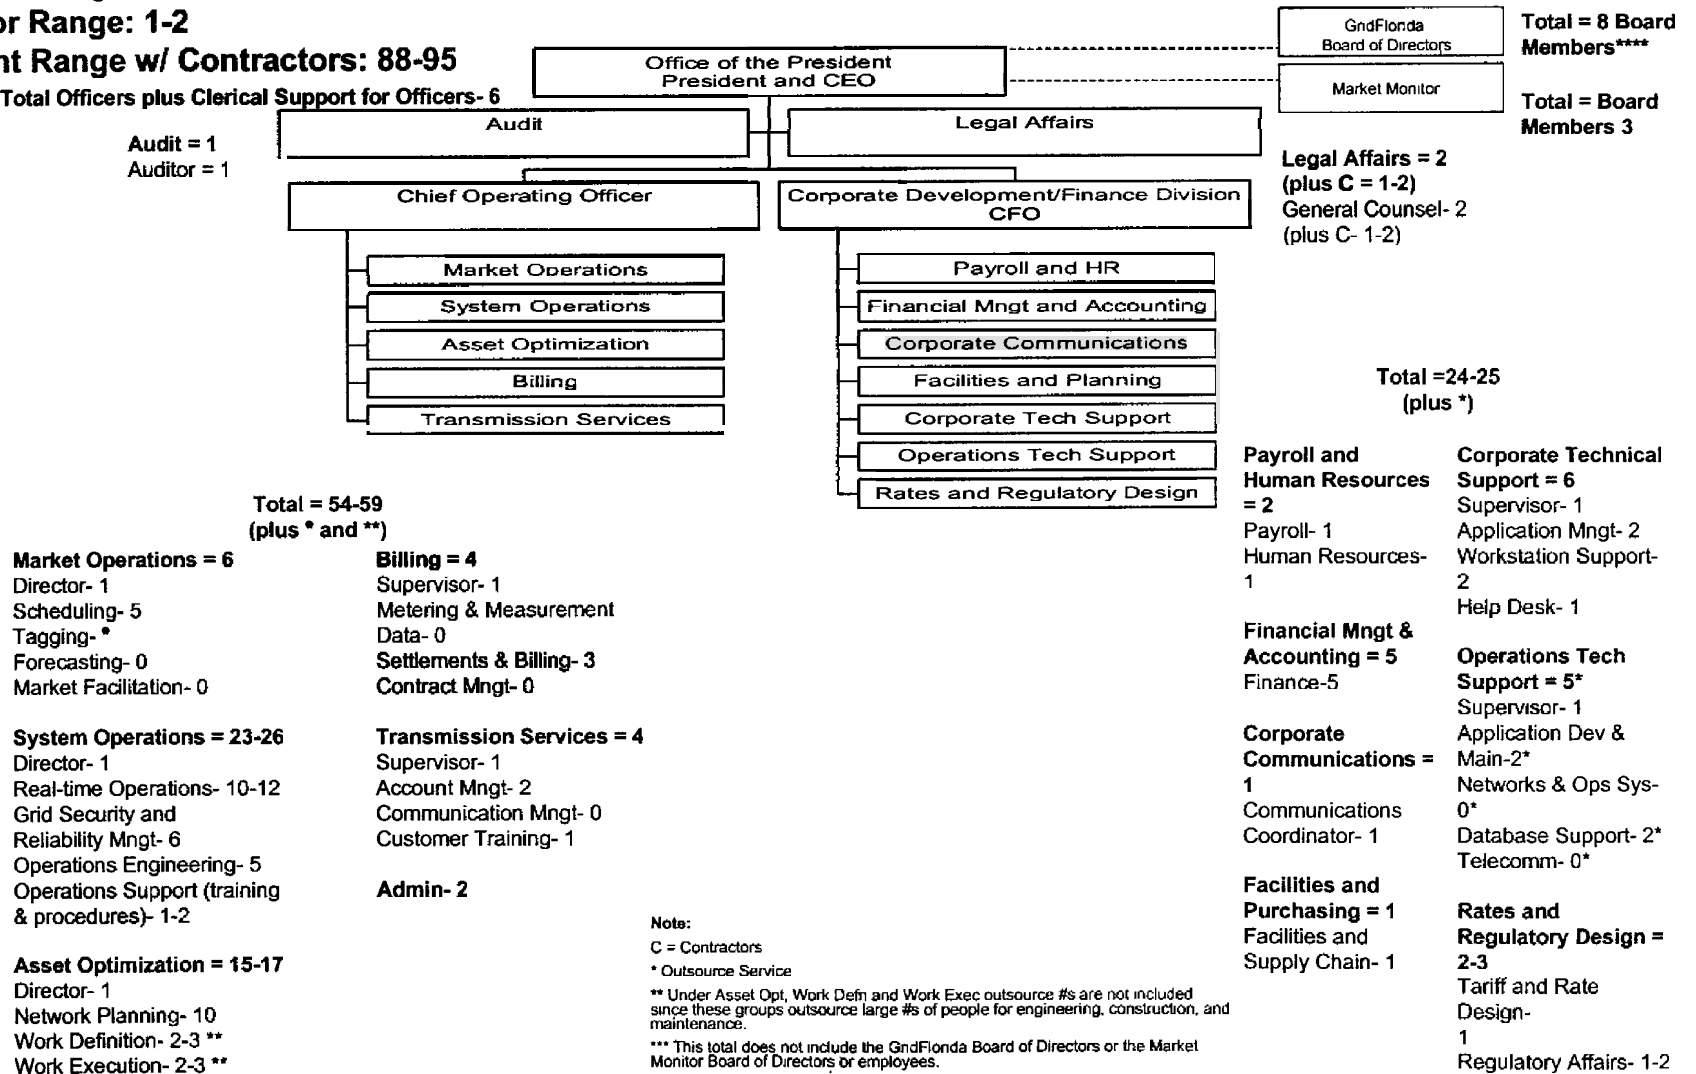 or Range: 1-2
nt Range w/ Contractors: 88-95
Total Officers plus Clerical Support for Officers- 6
Office of the President
President and CEO
GridFlorida
Board of Directors
Market Monitor
Total = 8 Board
Members****
Total = Board
Members 3
Audit
Legal Affairs
Audit = 1
Auditor = 1
Legal Affairs = 2
(plus C = 1-2)
General Counsel- 2
(plus C- 1-2)
Chief Operating Officer
Corporate Development/Finance Division
CFO
Market Operations
System Operations
Asset Optimization
Billing
Transmission Services
Payroll and HR
Financial Mngt and Accounting
Corporate Communications
Facilities and Planning
Corporate Tech Support
Operations Tech Support
Rates and Regulatory Design
Total = 54-59
(plus * and **)
Market Operations = 6
Director- 1
Scheduling- 5
Tagging- *
Forecasting- 0
Market Facilitation- 0
System Operations = 23-26
Director- 1
Real-time Operations- 10-12
Grid Security and
Reliability Mngt- 6
Operations Engineering- 5
Operations Support (training
& procedures)- 1-2
Asset Optimization = 15-17
Director- 1
Network Planning- 10
Work Definition- 2-3 **
Work Execution- 2-3 **
Billing = 4
Supervisor- 1
Metering & Measurement
Data- 0
Settlements & Billing- 3
Contract Mngt- 0
Transmission Services = 4
Supervisor- 1
Account Mngt- 2
Communication Mngt- 0
Customer Training- 1
Admin- 2
Note:
C = Contractors
* Outsource Service
** Under Asset Opt, Work Defn and Work Exec outsource #s are not included
since these groups outsource large #s of people for engineering, construction, and
maintenance.
*** This total does not include the GridFlorida Board of Directors or the Market
Monitor Board of Directors or employees.
Total =24-25
(plus *)
Payroll and
Human Resources
= 2
Payroll- 1
Human Resources-
1
Financial Mngt &
Accounting = 5
Finance-5
Corporate
Communications =
1
Communications
Coordinator- 1
Facilities and
Purchasing = 1
Facilities and
Supply Chain- 1
Corporate Technical
Support = 6
Supervisor- 1
Application Mngt- 2
Workstation Support-
2
Help Desk- 1
Operations Tech
Support = 5*
Supervisor- 1
Application Dev &
Main-2*
Networks & Ops Sys-
0*
Database Support- 2*
Telecomm- 0*
Rates and
Regulatory Design =
2-3
Tariff and Rate
Design-
1
Regulatory Affairs- 1-2